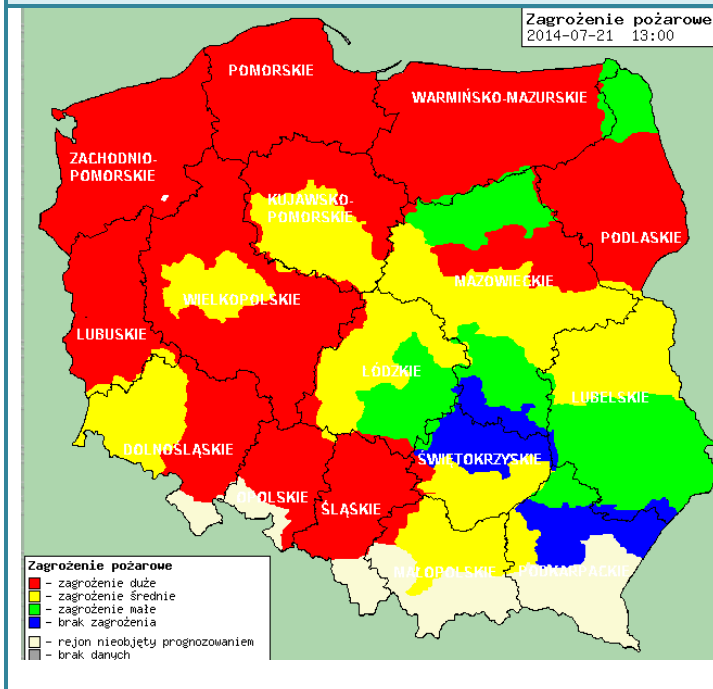 Zagrożenie pożarowe
2014-07-21 13:00
POMORSKIE
WARMIŃSKO-MAZURSKIE
ZACHODNIO-
POMORSKIE
KUJAWSKO-
POMORSKIE
PODLASKIE
MAZOWIECKIE
WIELKOPOLSKIE
LUBUSKIE
ŁÓDZKIE
LUBELSKIE
DOLNOŚLĄSKIE
ŚWIĘTOKRZYSKIE
OPOLSKIE
ŚLĄSKIE
MAŁOPOLSKIE
PODKARPACKIE
Zagrożenie pożarowe
- zagrożenie duże
- zagrożenie średnie
- zagrożenie małe
- brak zagrożenia
- rejon nieobjęty prognozowaniem
- brak danych